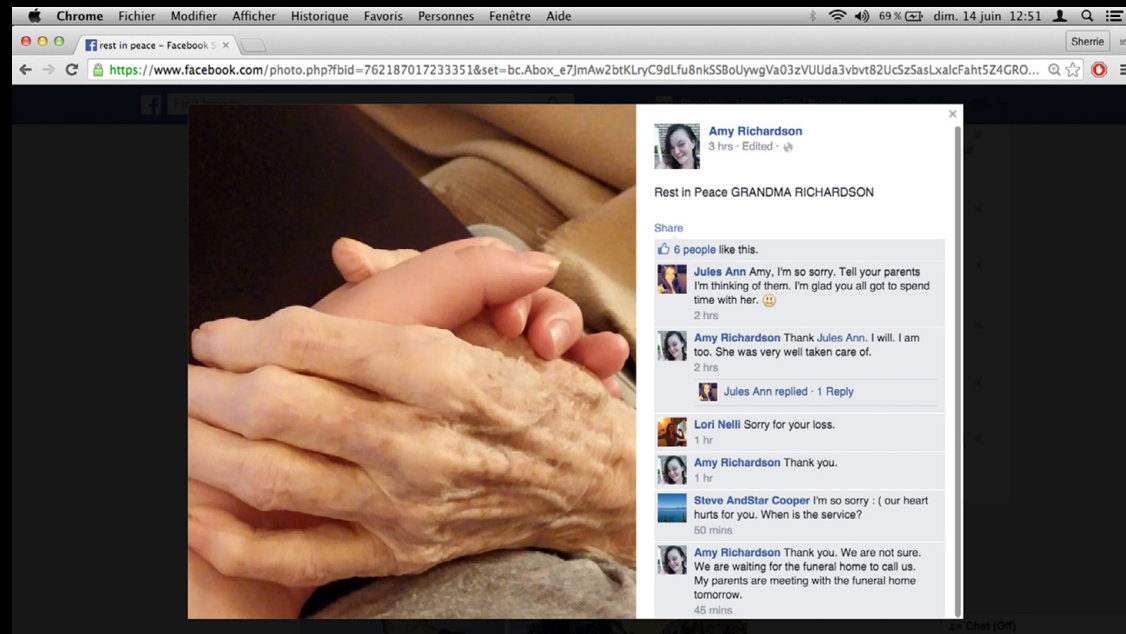 Chrome Fichier Modifier Afficher Historique Favoris Personnes Fenêtre Aide 69 % dim. 14 juin 12:51
rest in peace – Facebook S
Sherrie
https://www.facebook.com/photo.php?fbid=762187017233351&set=bc.Abox_e7JmAw2btKLryC9dLfu8nkSSBoUywgVa03zVUUda3vbvt82UcSzSasLxalcFaht5Z4GRO...
Amy Richardson
3 hrs · Edited ·
Rest in Peace GRANDMA RICHARDSON
Share
6 people like this.
Jules Ann Amy, I'm so sorry. Tell your parents
I'm thinking of them. I'm glad you all got to spend
time with her.
2 hrs
Amy Richardson Thank Jules Ann. I will. I am
too. She was very well taken care of.
2 hrs
Jules Ann replied · 1 Reply
Lori Nelli Sorry for your loss.
1 hr
Amy Richardson Thank you.
1 hr
Steve AndStar Cooper I'm so sorry : ( our heart
hurts for you. When is the service?
50 mins
Amy Richardson Thank you. We are not sure.
We are waiting for the funeral home to call us.
My parents are meeting with the funeral home
tomorrow.
45 mins
Chat (Off)